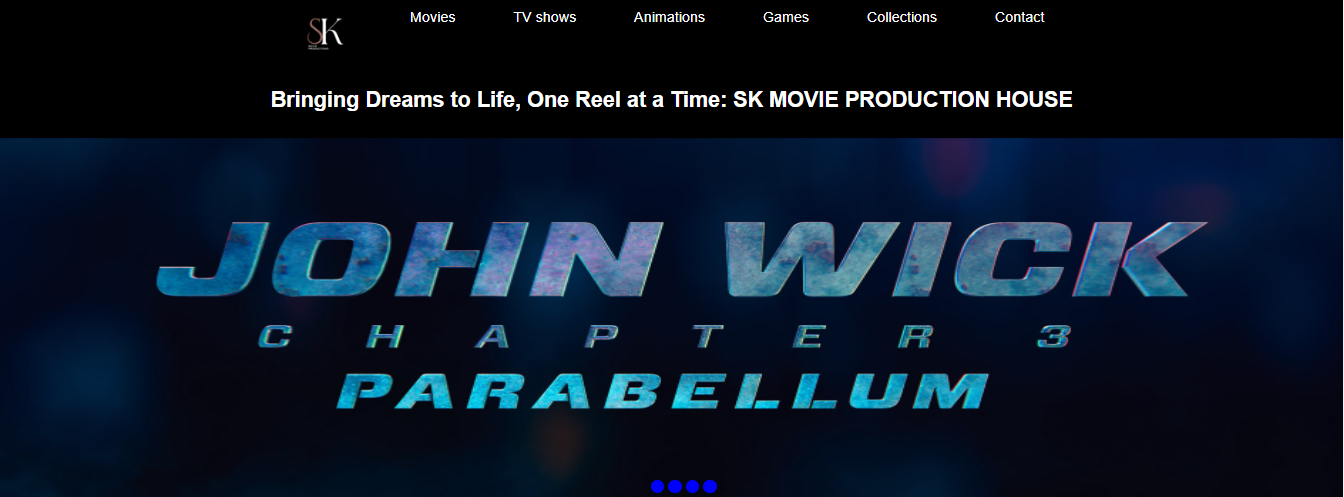 SK
Movies TV shows Animations Games Collections Contact
Bringing Dreams to Life, One Reel at a Time: SK MOVIE PRODUCTION HOUSE
JOHN WICK
CHAPTER 3
PARABELLUM